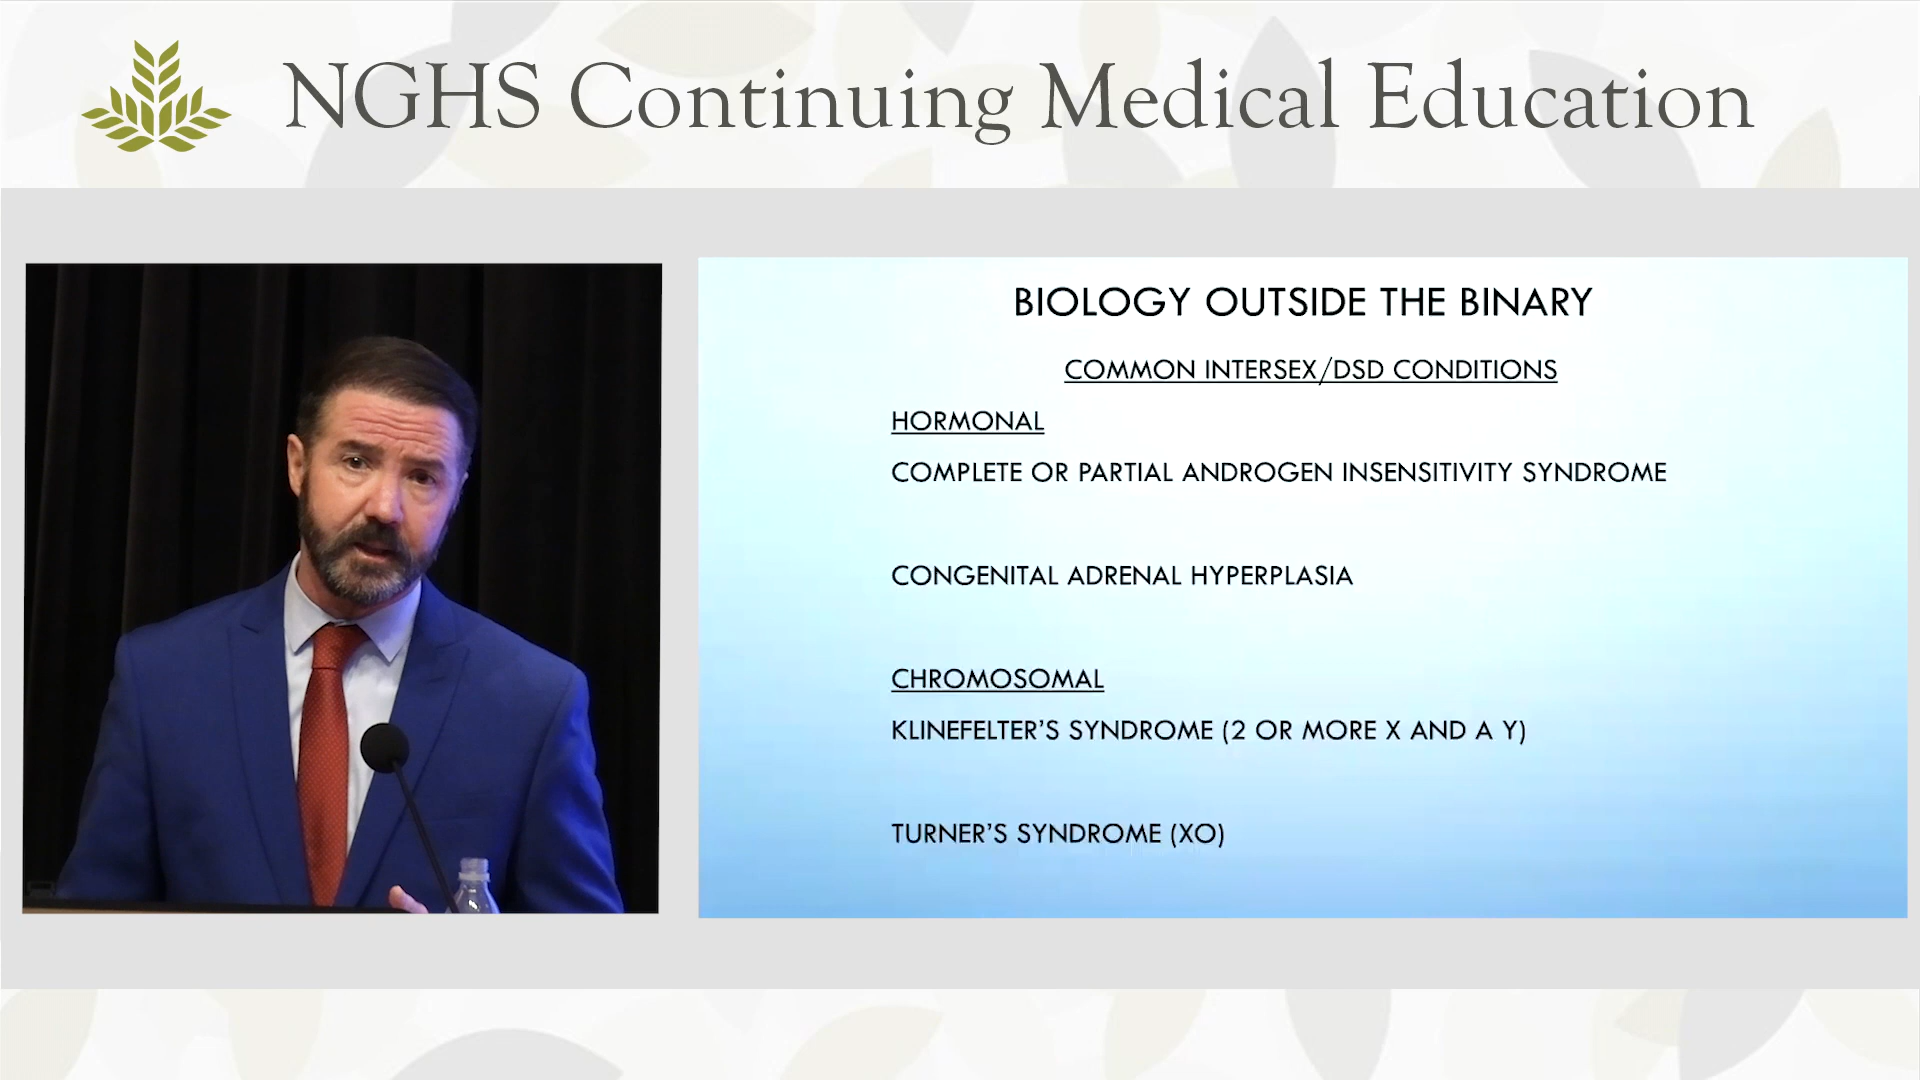 NGHS Continuing Medical Education
BIOLOGY OUTSIDE THE BINARY
COMMON INTERSEX/DSD CONDITIONS
HORMONAL
COMPLETE OR PARTIAL ANDROGEN INSENSITIVITY SYNDROME
CONGENITAL ADRENAL HYPERPLASIA
CHROMOSOMAL
KLINEFELTER’S SYNDROME (2 OR MORE X AND A Y)
TURNER’S SYNDROME (XO)